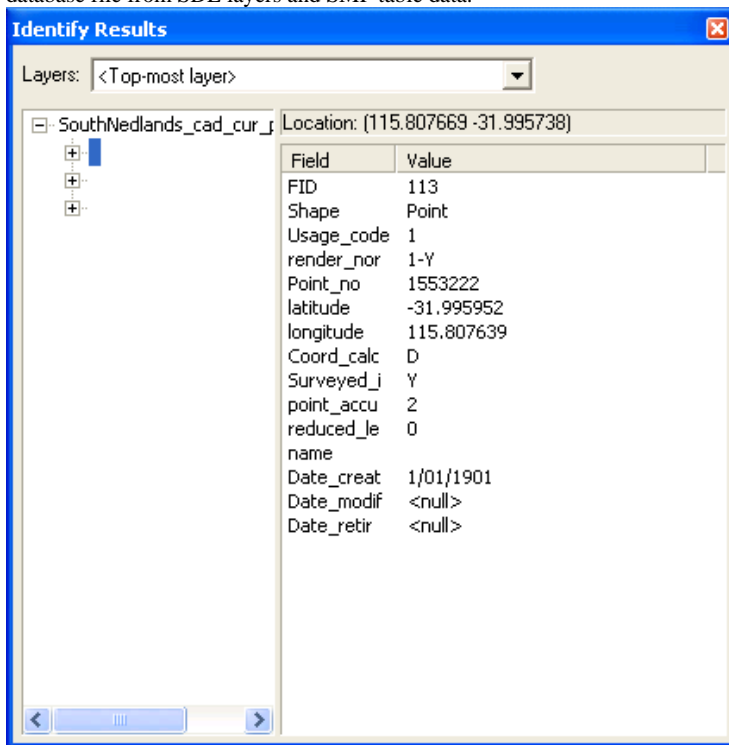 database file from SDE layers and SMP table data.
Identify Results
Layers: <Top-most layer>
SouthNedlands_cad_cur_p
Location: (115.807669 -31.995738)
Field Value
FID 113
Shape Point
Usage_code 1
render_nor 1-Y
Point_no 1553222
latitude -31.995952
longitude 115.807639
Coord_calc D
Surveyed_i Y
point_accu 2
reduced_le 0
name
Date_creat 1/01/1901
Date_modif <null>
Date_retir <null>